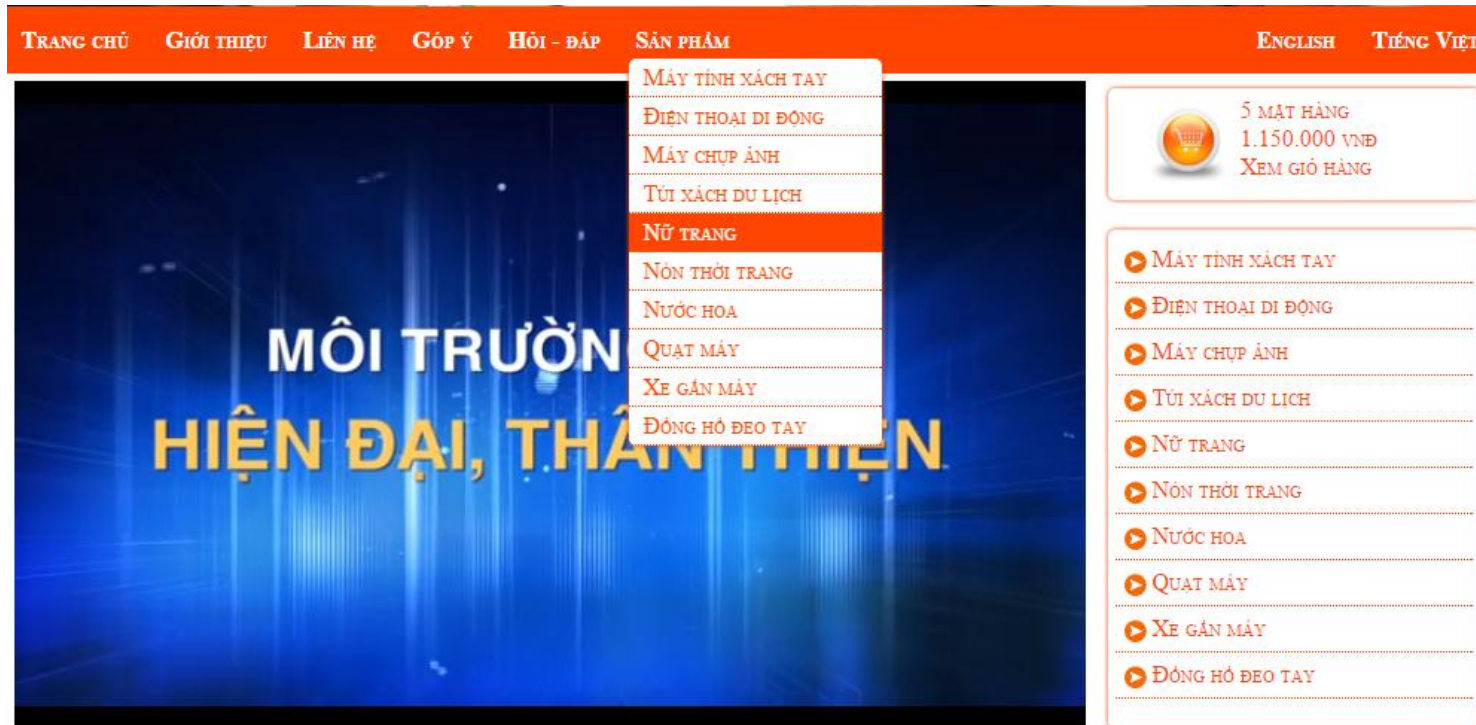 Trang chủ Giới thiệu Liên hệ Góp ý Hỏi - đáp Sản phẩm English Tiếng Việt
Máy tính xách tay
Điện thoại di động
Máy chụp ảnh
Túi xách du lịch
Nữ trang
Nón thời trang
Nước hoa
Quạt máy
Xe gắn máy
Đồng hồ đeo tay
MÔI TRƯỜN
HIỆN ĐẠI, THÂN THIỆN
5 mặt hàng
1.150.000 vnđ
Xem giỏ hàng
Máy tính xách tay
Điện thoại di động
Máy chụp ảnh
Túi xách du lịch
Nữ trang
Nón thời trang
Nước hoa
Quạt máy
Xe gắn máy
Đồng hồ đeo tay